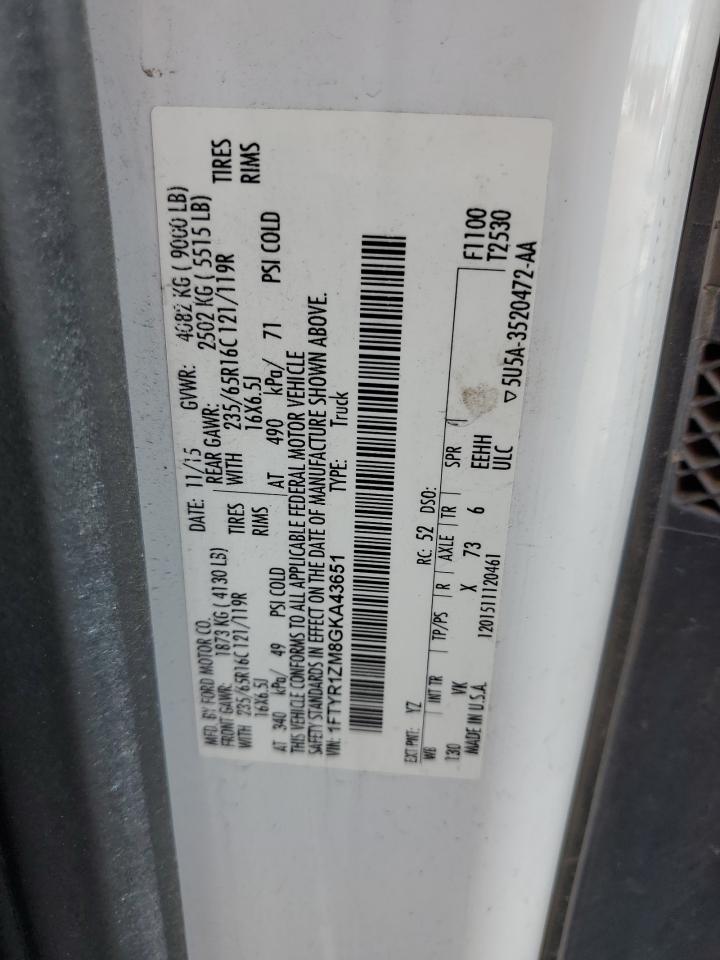 MFD. BY FORD MOTOR CO.
DATE: 11/15 GVWR: 4082 KG ( 9000 LB)
FRONT GAWR: 1873 KG ( 4130 LB)
REAR GAWR: 2502 KG ( 5515 LB)
WITH 235/65R16C 121/119R TIRES
WITH 235/65R16C 121/119R TIRES
16X6.5J RIMS
16X6.5J RIMS
AT 340 kPa/ 49 PSI COLD
AT 490 kPa/ 71 PSI COLD
THIS VEHICLE CONFORMS TO ALL APPLICABLE FEDERAL MOTOR VEHICLE
SAFETY STANDARDS IN EFFECT ON THE DATE OF MANUFACTURE SHOWN ABOVE.
VIN: 1FTYR1ZM8GKA43651 TYPE: Truck
EXT PNT: YZ RC: 52 DSO:
WB INT TR TP/PS R AXLE TR SPR
130 VK X 73 6 EEHH
MADE IN U.S.A. 1201511120461 ULC
F1100
T2530
▽5U5A-3520472-AA